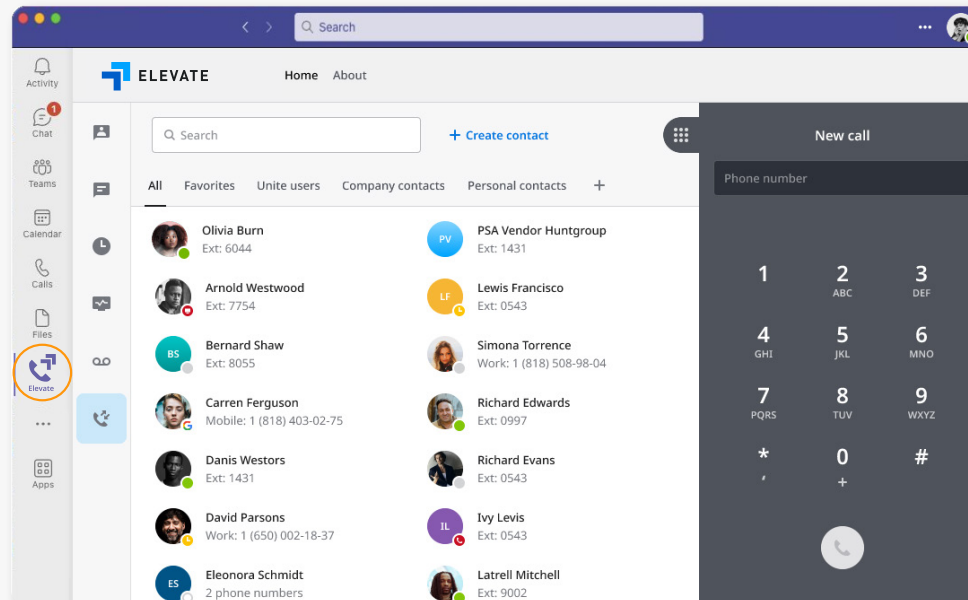 Search
Activity
1
Chat
Teams
Calendar
Calls
Files
Elevate
Apps
ELEVATE
Home
About
Search
+ Create contact
All
Favorites
Unite users
Company contacts
Personal contacts
+
Olivia Burn
Ext: 6044
Arnold Westwood
Ext: 7754
BS
Bernard Shaw
Ext: 8055
Carren Ferguson
Mobile: 1 (818) 403-02-75
G
Danis Westors
Ext: 1431
David Parsons
Work: 1 (650) 002-18-37
ES
Eleonora Schmidt
2 phone numbers
PV
PSA Vendor Huntgroup
Ext: 1431
LF
Lewis Francisco
Ext: 0543
Simona Torrence
Work: 1 (818) 508-98-04
Richard Edwards
Ext: 0997
Richard Evans
Ext: 0543
IL
Ivy Levis
Ext: 0543
Latrell Mitchell
Ext: 9002
New call
Phone number
1 2 3
ABC DEF
4 5 6
GHI JKL MNO
7 8 9
PQRS TUV WXYZ
* 0 #
, +